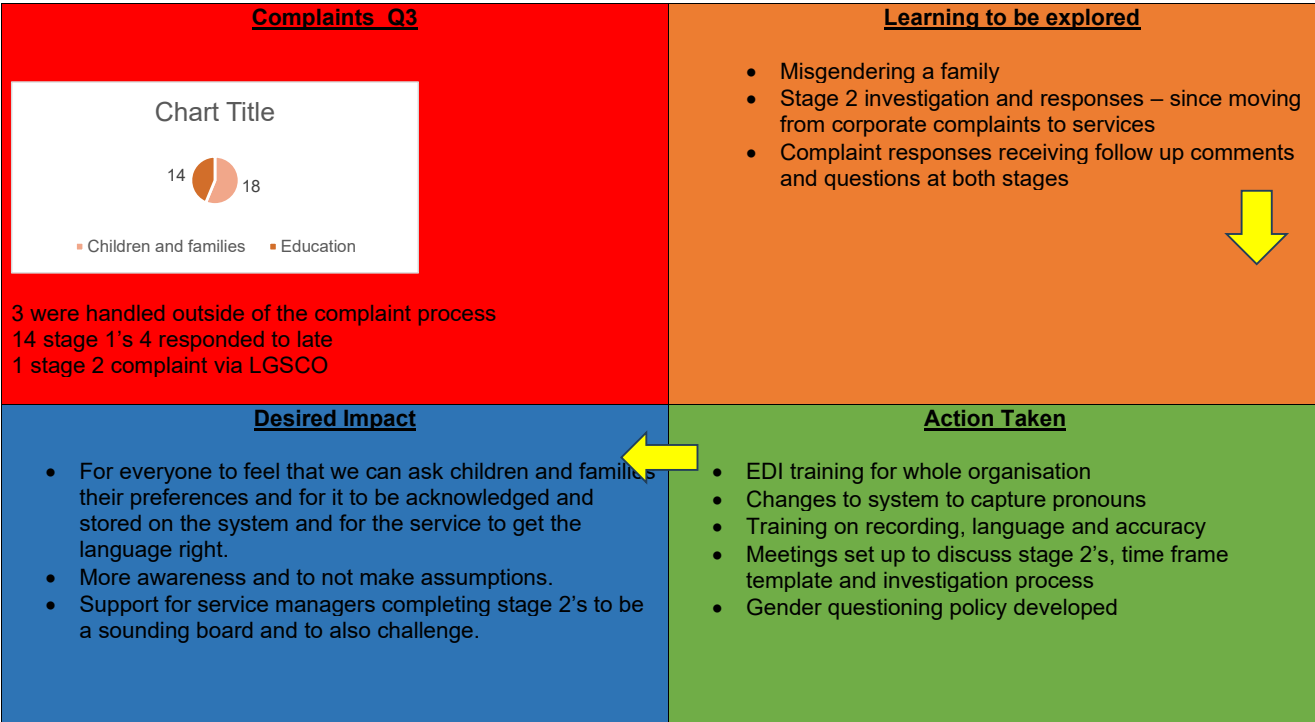 Complaints Q3
Chart Title
14
18
Children and families Education
3 were handled outside of the complaint process
14 stage 1's 4 responded to late
1 stage 2 complaint via LGSCO
Learning to be explored
• Misgendering a family
• Stage 2 investigation and responses – since moving
from corporate complaints to services
• Complaint responses receiving follow up comments
and questions at both stages
Desired Impact
• For everyone to feel that we can ask children and families
their preferences and for it to be acknowledged and
stored on the system and for the service to get the
language right.
• More awareness and to not make assumptions.
• Support for service managers completing stage 2's to be
a sounding board and to also challenge.
Action Taken
• EDI training for whole organisation
• Changes to system to capture pronouns
• Training on recording, language and accuracy
• Meetings set up to discuss stage 2's, time frame
template and investigation process
• Gender questioning policy developed